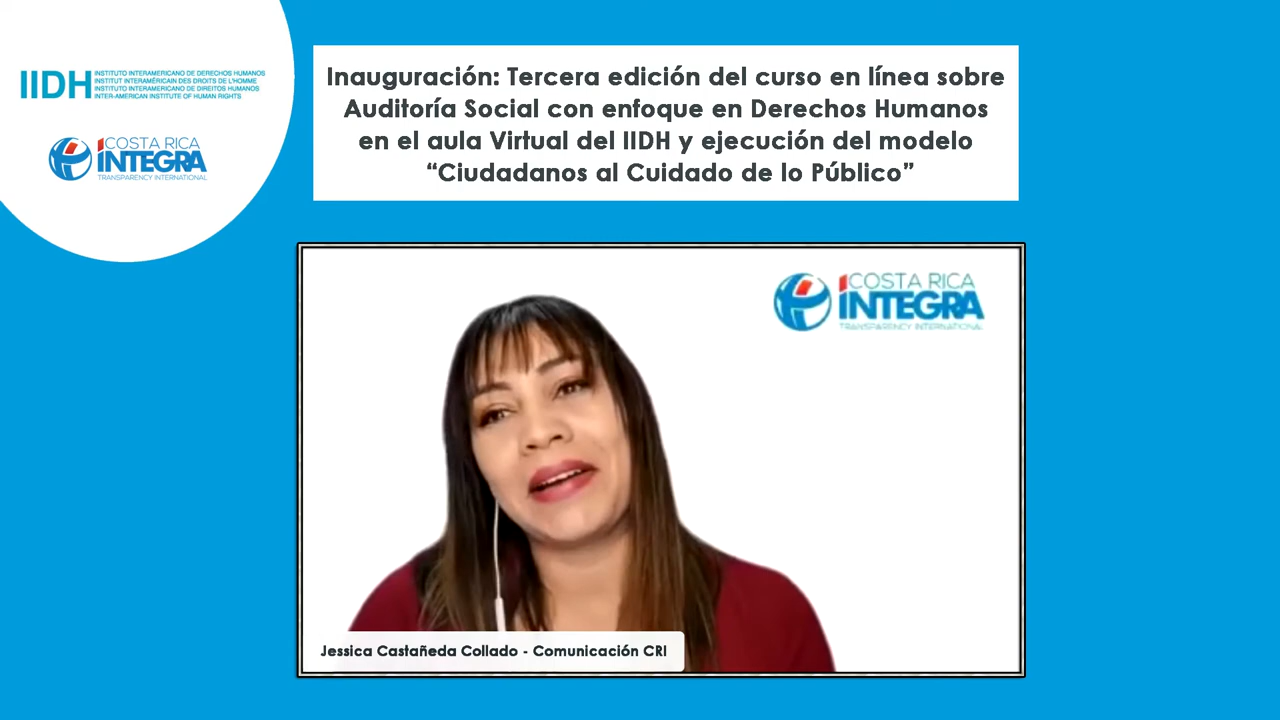 IIDH
INSTITUTO INTERAMERICANO DE DERECHOS HUMANOS
INSTITUT INTERAMÉRICAIN DES DROITS DE L'HOMME
INSTITUTO INTERAMERICANO DE DIREITOS HUMANOS
INTER-AMERICAN INSTITUTE OF HUMAN RIGHTS
COSTA RICA
INTEGRA
TRANSPARENCY INTERNATIONAL
Inauguración: Tercera edición del curso en línea sobre
Auditoría Social con enfoque en Derechos Humanos
en el aula Virtual del IIDH y ejecución del modelo
“Ciudadanos al Cuidado de lo Público”
COSTA RICA
INTEGRA
TRANSPARENCY INTERNATIONAL
Jessica Castañeda Collado - Comunicación CRI